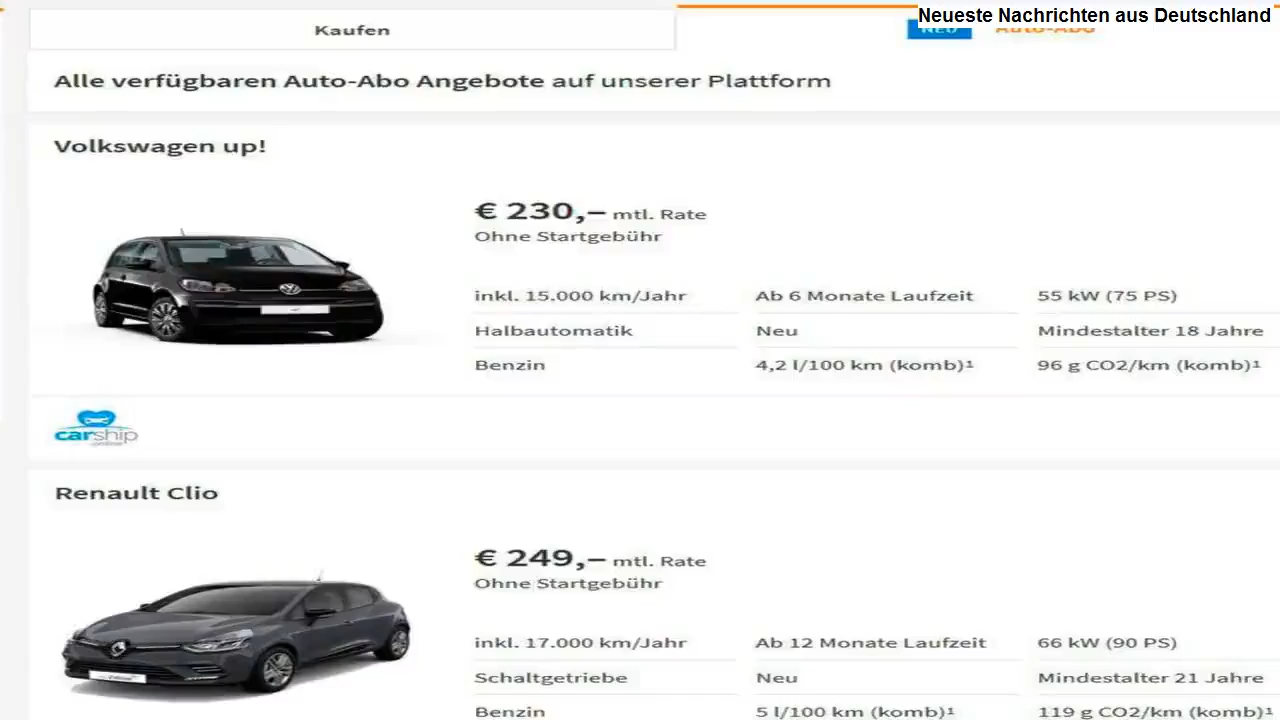 Neueste Nachrichten aus Deutschland
Kaufen
NEU Auto-Abo
Alle verfügbaren Auto-Abo Angebote auf unserer Plattform
Volkswagen up!
€ 230,– mtl. Rate
Ohne Startgebühr
inkl. 15.000 km/Jahr Ab 6 Monate Laufzeit 55 kW (75 PS)
Halbautomatik Neu Mindestalter 18 Jahre
Benzin 4,2 l/100 km (komb)¹ 96 g CO2/km (komb)¹
carship
Renault Clio
€ 249,– mtl. Rate
Ohne Startgebühr
inkl. 17.000 km/Jahr Ab 12 Monate Laufzeit 66 kW (90 PS)
Schaltgetriebe Neu Mindestalter 21 Jahre
Benzin 5 l/100 km (komb)¹ 119 g CO2/km (komb)¹